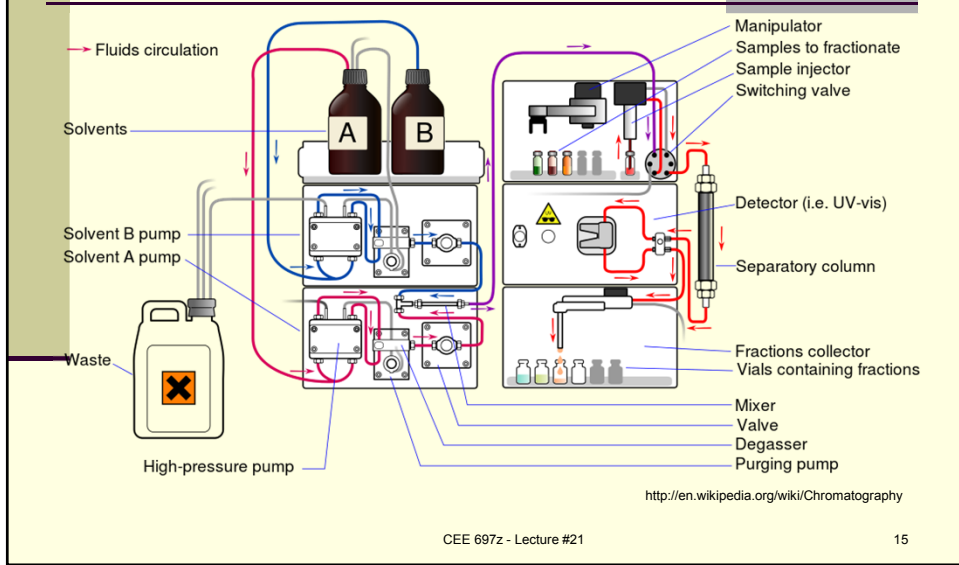 Fluids circulation
Manipulator
Samples to fractionate
Sample injector
Switching valve
Solvents
A
B
Detector (i.e. UV-vis)
Solvent B pump
Solvent A pump
Separatory column
Waste
Fractions collector
Vials containing fractions
Mixer
Valve
Degasser
Purging pump
High-pressure pump
http://en.wikipedia.org/wiki/Chromatography
CEE 697z - Lecture #21
15